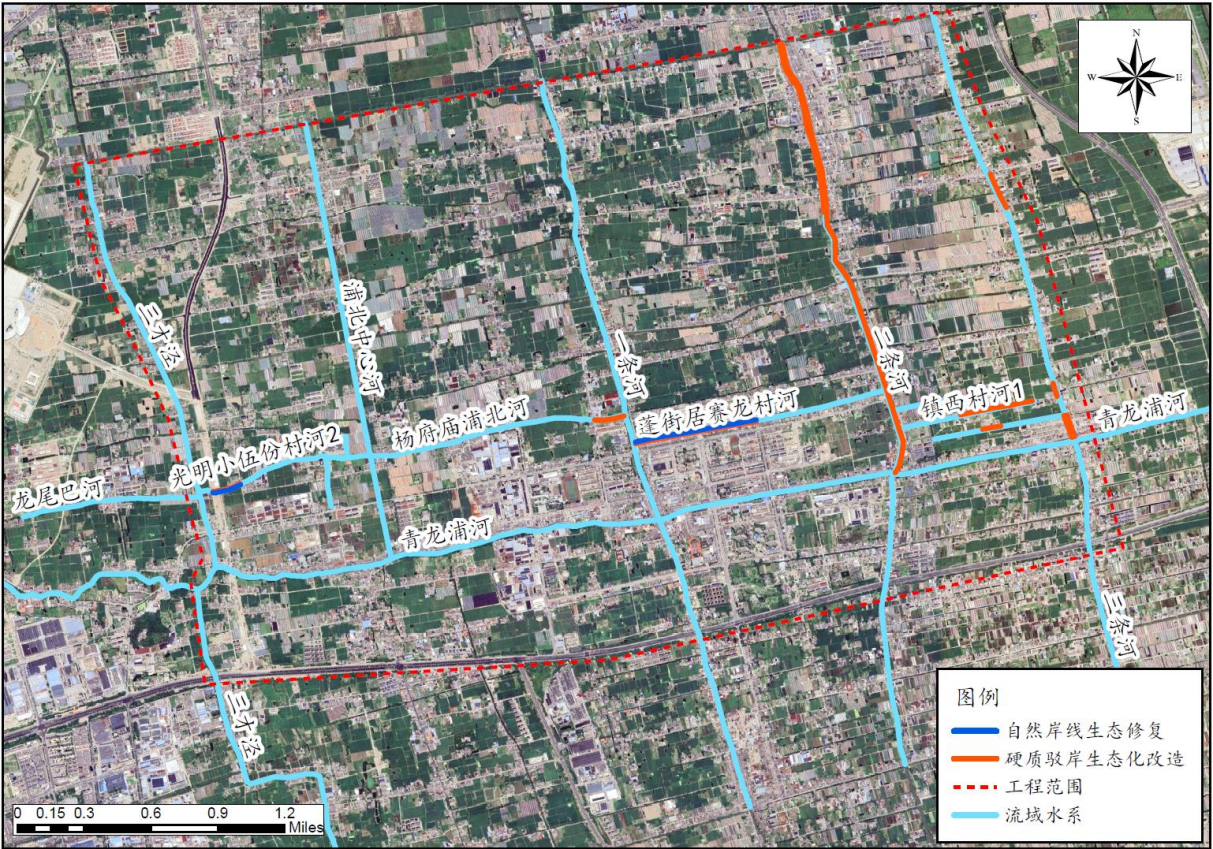 N
W
E
S
三才泾
浦北中心河
一条河
二条河
蓬街居赛龙村河
镇西村河1
青龙浦河
杨府庙浦北河
光明小伍份村河2
龙尾巴河
青龙浦河
三条河
三才泾
图例
自然岸线生态修复
硬质驳岸生态化改造
工程范围
流域水系
0 0.15 0.3 0.6 0.9 1.2
Miles